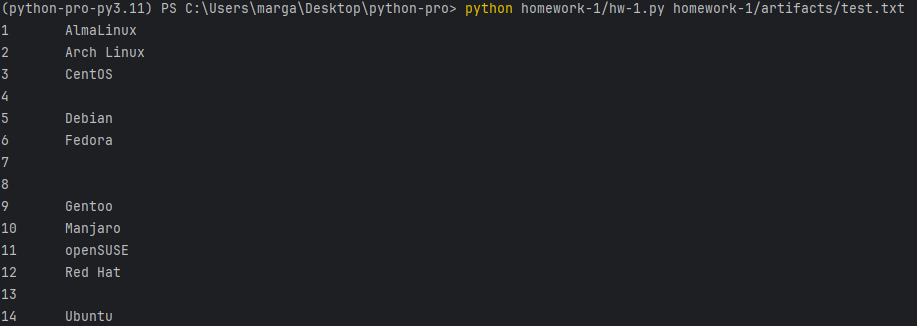 (python-pro-py3.11) PS C:\Users\marga\Desktop\python-pro> python homework-1/hw-1.py homework-1/artifacts/test.txt
1       AlmaLinux
2       Arch Linux
3       CentOS
4
5       Debian
6       Fedora
7
8
9       Gentoo
10      Manjaro
11      openSUSE
12      Red Hat
13
14      Ubuntu